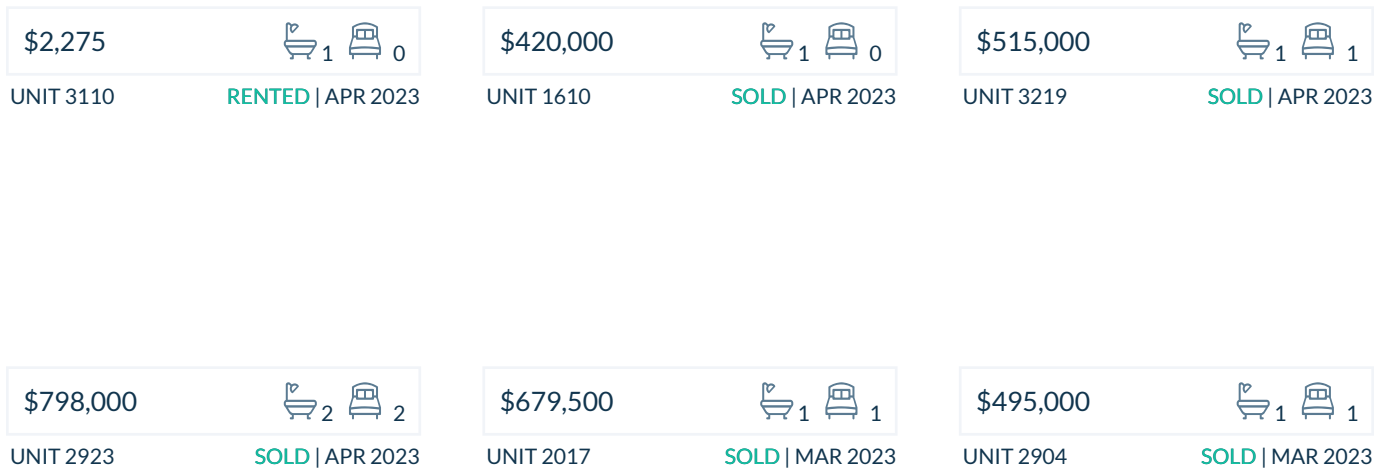 $2,275 1 0 $420,000 1 0 $515,000 1 1
UNIT 3110 RENTED | APR 2023 UNIT 1610 SOLD | APR 2023 UNIT 3219 SOLD | APR 2023
$798,000 2 2 $679,500 1 1 $495,000 1 1
UNIT 2923 SOLD | APR 2023 UNIT 2017 SOLD | MAR 2023 UNIT 2904 SOLD | MAR 2023